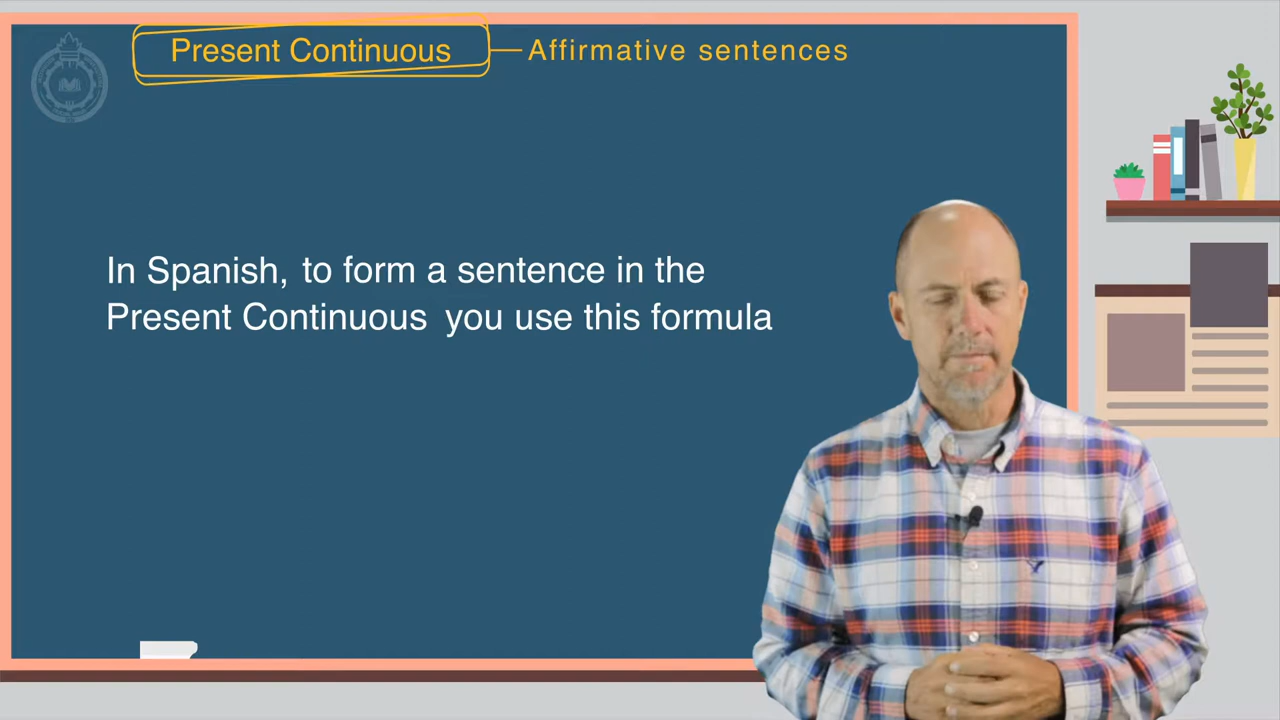 Present Continuous Affirmative sentences
In Spanish, to form a sentence in the
Present Continuous you use this formula